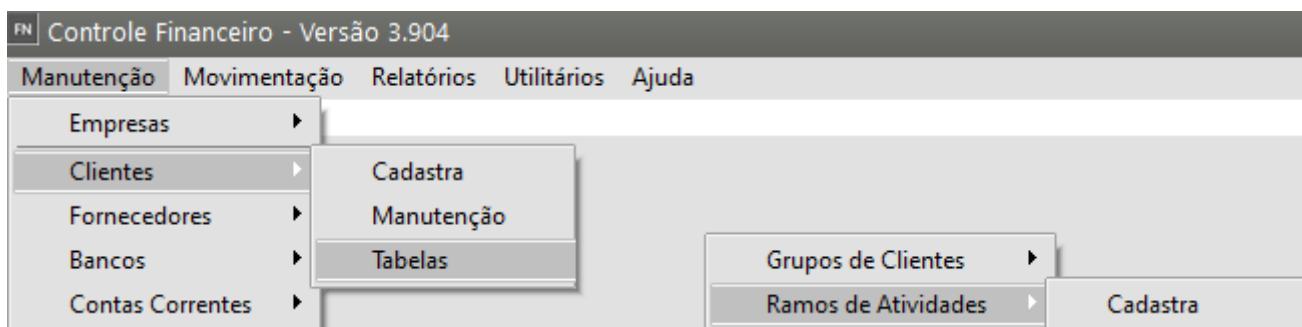 FN Controle Financeiro - Versão 3.904
Manutenção Movimentação Relatórios Utilitários Ajuda
Empresas
Clientes Cadastra
Fornecedores Manutenção
Bancos Tabelas Grupos de Clientes
Contas Correntes Ramos de Atividades Cadastra